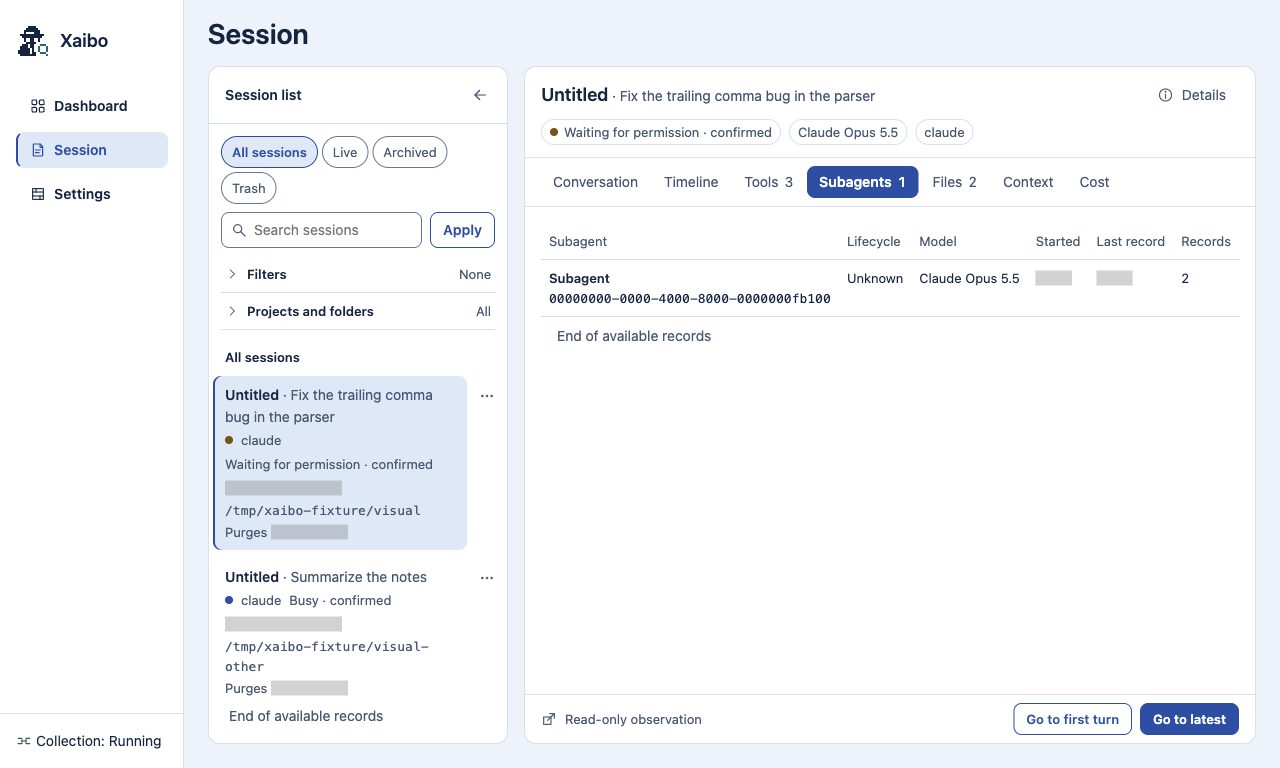 Xaibo
Dashboard
Session
Settings
Collection: Running
Session
Session list
All sessions
Live
Archived
Trash
Search sessions
Apply
Filters
None
Projects and folders
All
All sessions
Untitled · Fix the trailing comma
bug in the parser
claude
Waiting for permission · confirmed
/tmp/xaibo-fixture/visual
Purges
Untitled · Summarize the notes
claude Busy · confirmed
/tmp/xaibo-fixture/visual-
other
Purges
End of available records
Untitled · Fix the trailing comma bug in the parser
Details
Waiting for permission · confirmed
Claude Opus 5.5
claude
Conversation Timeline Tools 3 Subagents 1 Files 2 Context Cost
Subagent Lifecycle Model Started Last record Records
Subagent Unknown Claude Opus 5.5 2
00000000-0000-4000-8000-0000000fb100
End of available records
Read-only observation
Go to first turn
Go to latest